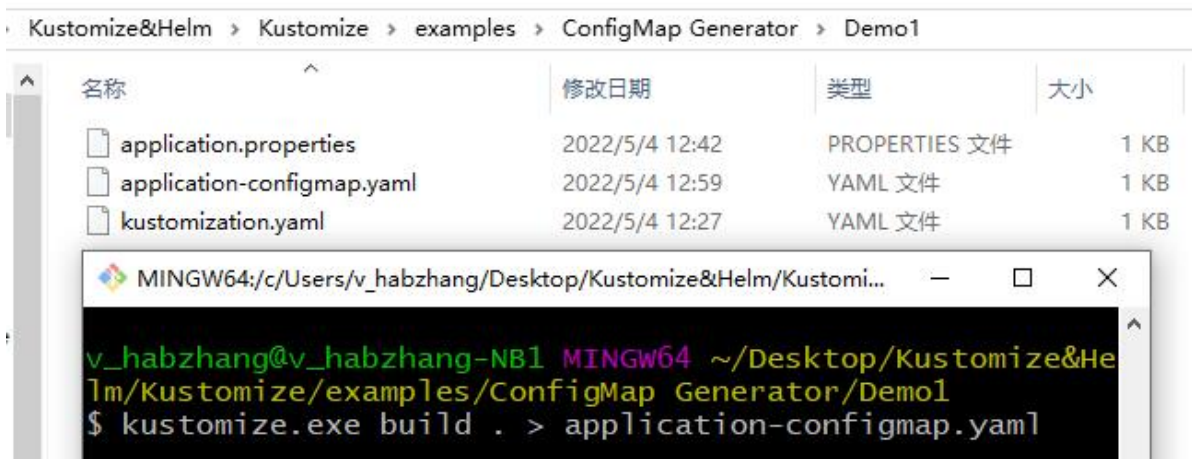 Kustomize&Helm > Kustomize > examples > ConfigMap Generator > Demo1
名称 修改日期 类型 大小
application.properties 2022/5/4 12:42 PROPERTIES 文件 1 KB
application-configmap.yaml 2022/5/4 12:59 YAML 文件 1 KB
kustomization.yaml 2022/5/4 12:27 YAML 文件 1 KB
MINGW64:/c/Users/v_habzhang/Desktop/Kustomize&Helm/Kustomi...
v_habzhang@v_habzhang-NB1 MINGW64 ~/Desktop/Kustomize&He
lm/Kustomize/examples/ConfigMap Generator/Demo1
$ kustomize.exe build . > application-configmap.yaml